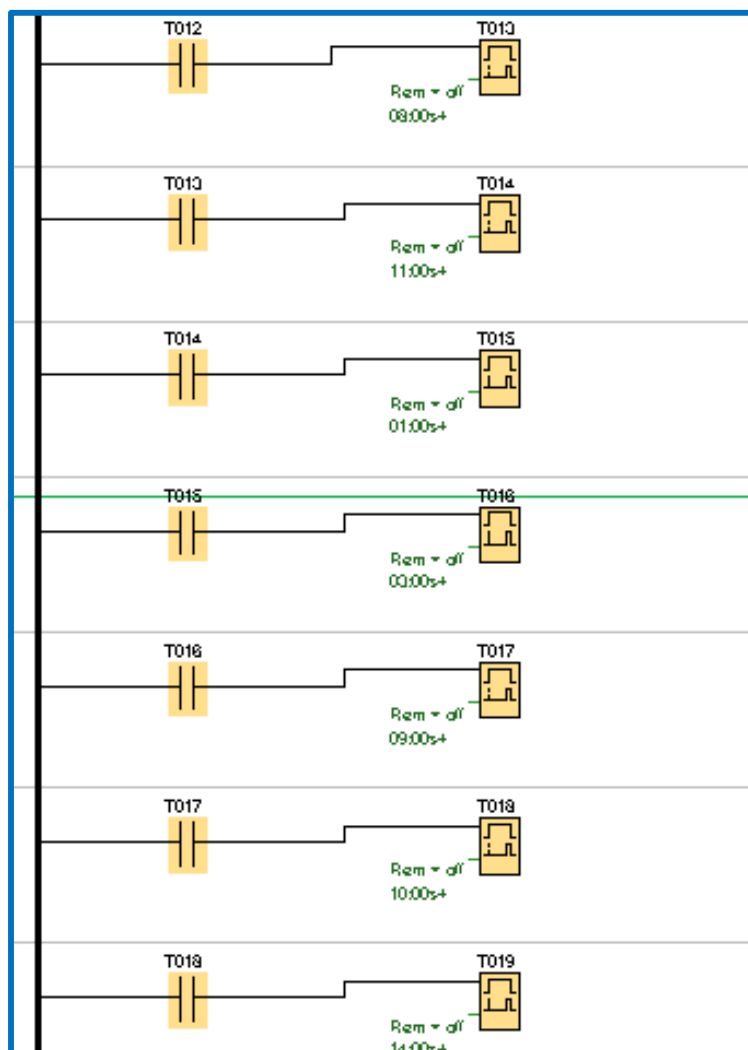 T012 T013
Rem = off
08:00s+
T013 T014
Rem = off
11:00s+
T014 T015
Rem = off
01:00s+
T015 T016
Rem = off
03:00s+
T016 T017
Rem = off
09:00s+
T017 T018
Rem = off
10:00s+
T018 T019
Rem = off
14:00s+